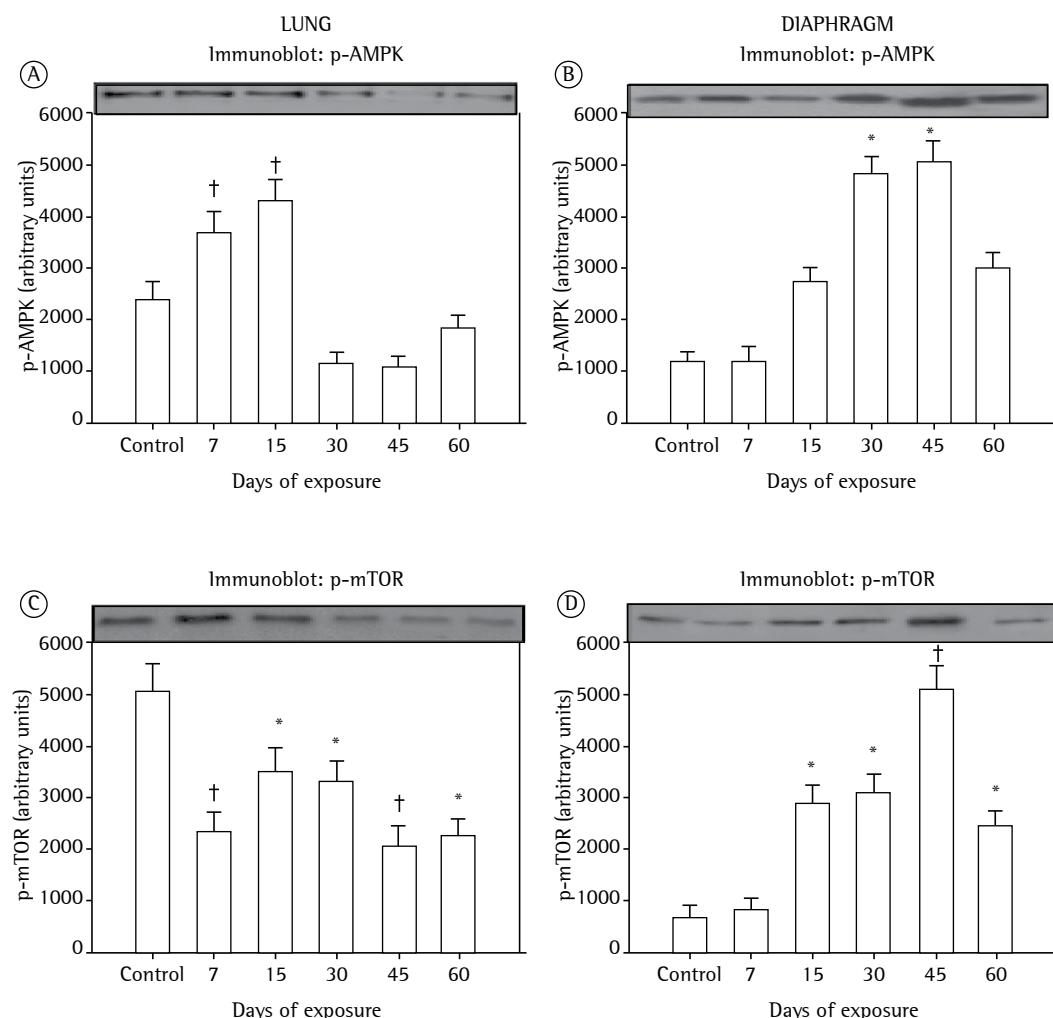 LUNG
Immunoblot: p-AMPK
A
6000
5000
4000
3000
2000
1000
0
p-AMPK (arbitrary units)
†
†
Control 7 15 30 45 60
Days of exposure
DIAPHRAGM
Immunoblot: p-AMPK
B
6000
5000
4000
3000
2000
1000
0
p-AMPK (arbitrary units)
*
*
Control 7 15 30 45 60
Days of exposure
Immunoblot: p-mTOR
C
6000
5000
4000
3000
2000
1000
0
p-mTOR (arbitrary units)
†
*
*
†
*
Control 7 15 30 45 60
Days of exposure
Immunoblot: p-mTOR
D
6000
5000
4000
3000
2000
1000
0
p-mTOR (arbitrary units)
*
*
†
*
Control 7 15 30 45 60
Days of exposure